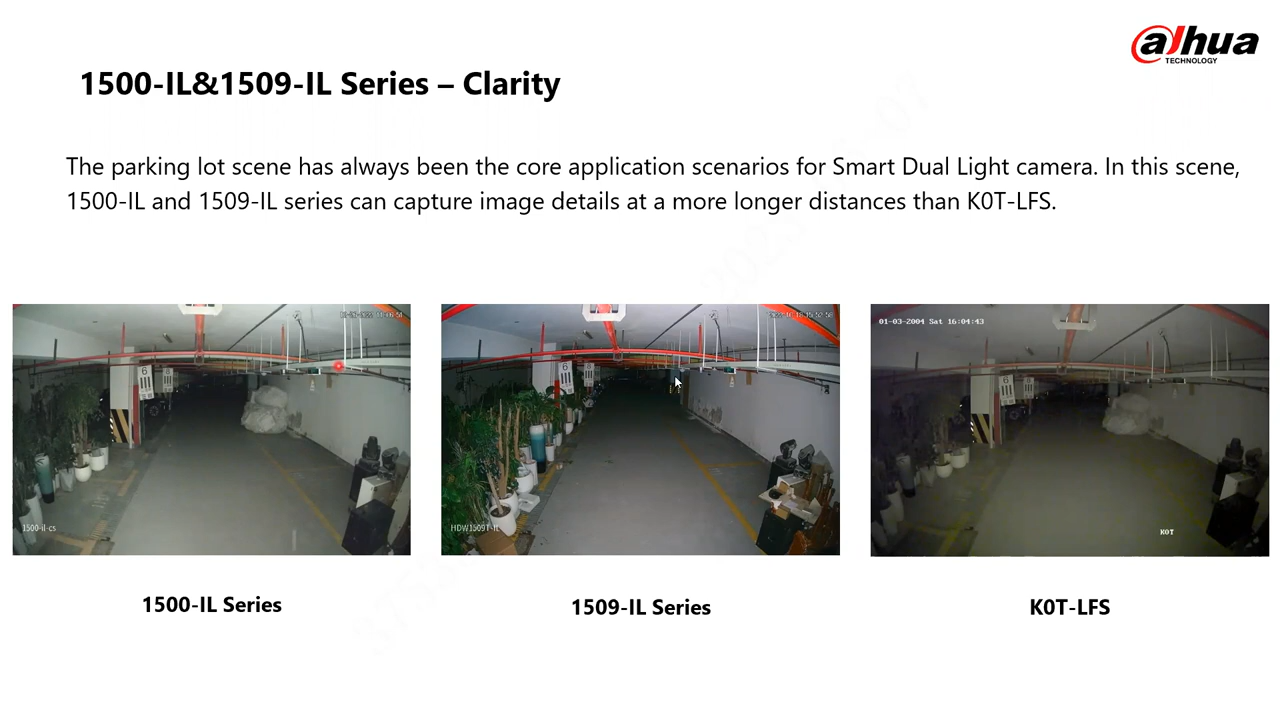 alhua
TECHNOLOGY
1500-IL&1509-IL Series – Clarity
The parking lot scene has always been the core application scenarios for Smart Dual Light camera. In this scene,
1500-IL and 1509-IL series can capture image details at a more longer distances than K0T-LFS.
01-03-2004 Sat 16:04:43
6
6
6
1500-il-cs
HDW1509T-IL
K0T
1500-IL Series
1509-IL Series
K0T-LFS